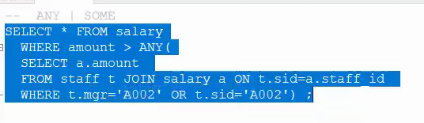 -- ANY | SOME
SELECT * FROM salary
WHERE amount > ANY(
SELECT a.amount
FROM staff t JOIN salary a ON t.sid=a.staff_id
WHERE t.mgr='A002' OR t.sid='A002') ;